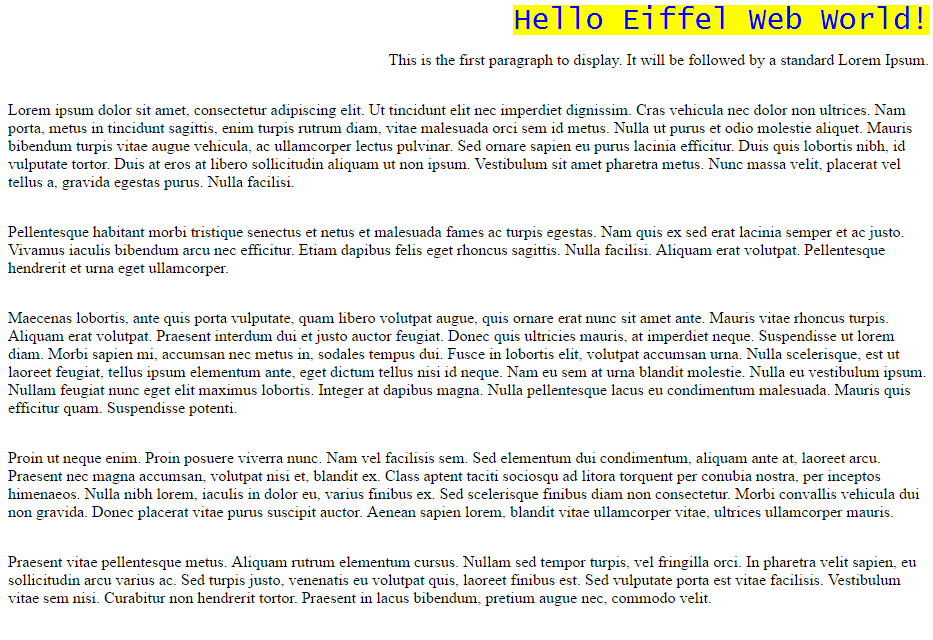 Hello Eiffel Web World!
This is the first paragraph to display. It will be followed by a standard Lorem Ipsum.
Lorem ipsum dolor sit amet, consectetur adipiscing elit. Ut tincidunt elit nec imperdiet dignissim. Cras vehicula nec dolor non ultrices. Nam
porta, metus in tincidunt sagittis, enim turpis rutrum diam, vitae malesuada orci sem id metus. Nulla ut purus et odio molestie aliquet. Mauris
bibendum turpis vitae augue vehicula, ac ullamcorper lectus pulvinar. Sed ornare sapien eu purus lacinia efficitur. Duis quis lobortis nibh, id
vulputate tortor. Duis at eros at libero sollicitudin aliquam ut non ipsum. Vestibulum sit amet pharetra metus. Nunc massa velit, placerat vel
tellus a, gravida egestas purus. Nulla facilisi.
Pellentesque habitant morbi tristique senectus et netus et malesuada fames ac turpis egestas. Nam quis ex sed erat lacinia semper et ac justo.
Vivamus iaculis bibendum arcu nec efficitur. Etiam dapibus felis eget rhoncus sagittis. Nulla facilisi. Aliquam erat volutpat. Pellentesque
hendrerit et urna eget ullamcorper.
Maecenas lobortis, ante quis porta vulputate, quam libero volutpat augue, quis ornare erat nunc sit amet ante. Mauris vitae rhoncus turpis.
Aliquam erat volutpat. Praesent interdum dui et justo auctor feugiat. Donec quis ultricies mauris, at imperdiet neque. Suspendisse ut lorem
diam. Morbi sapien mi, accumsan nec metus in, sodales tempus dui. Fusce in lobortis elit, volutpat accumsan urna. Nulla scelerisque, est ut
laoreet feugiat, tellus ipsum elementum ante, eget dictum tellus nisi id neque. Nam eu sem at urna blandit molestie. Nulla eu vestibulum ipsum.
Nullam feugiat nunc eget elit maximus lobortis. Integer at dapibus magna. Nulla pellentesque lacus eu condimentum malesuada. Mauris quis
efficitur quam. Suspendisse potenti.
Proin ut neque enim. Proin posuere viverra nunc. Nam vel facilisis sem. Sed elementum dui condimentum, aliquam ante at, laoreet arcu.
Praesent nec magna accumsan, volutpat nisi et, blandit ex. Class aptent taciti sociosqu ad litora torquent per conubia nostra, per inceptos
himenaeos. Nulla nibh lorem, iaculis in dolor eu, varius finibus ex. Sed scelerisque finibus diam non consectetur. Morbi convallis vehicula dui
non gravida. Donec placerat vitae purus suscipit auctor. Aenean sapien lorem, blandit vitae ullamcorper vitae, ultrices ullamcorper mauris.
Praesent vitae pellentesque metus. Aliquam rutrum elementum cursus. Nullam sed tempor turpis, vel fringilla orci. In pharetra velit sapien, eu
sollicitudin arcu varius ac. Sed turpis justo, venenatis eu volutpat quis, laoreet finibus est. Sed vulputate porta est vitae facilisis. Vestibulum
vitae sem nisi. Curabitur non hendrerit tortor. Praesent in lacus bibendum, pretium augue nec, commodo velit.